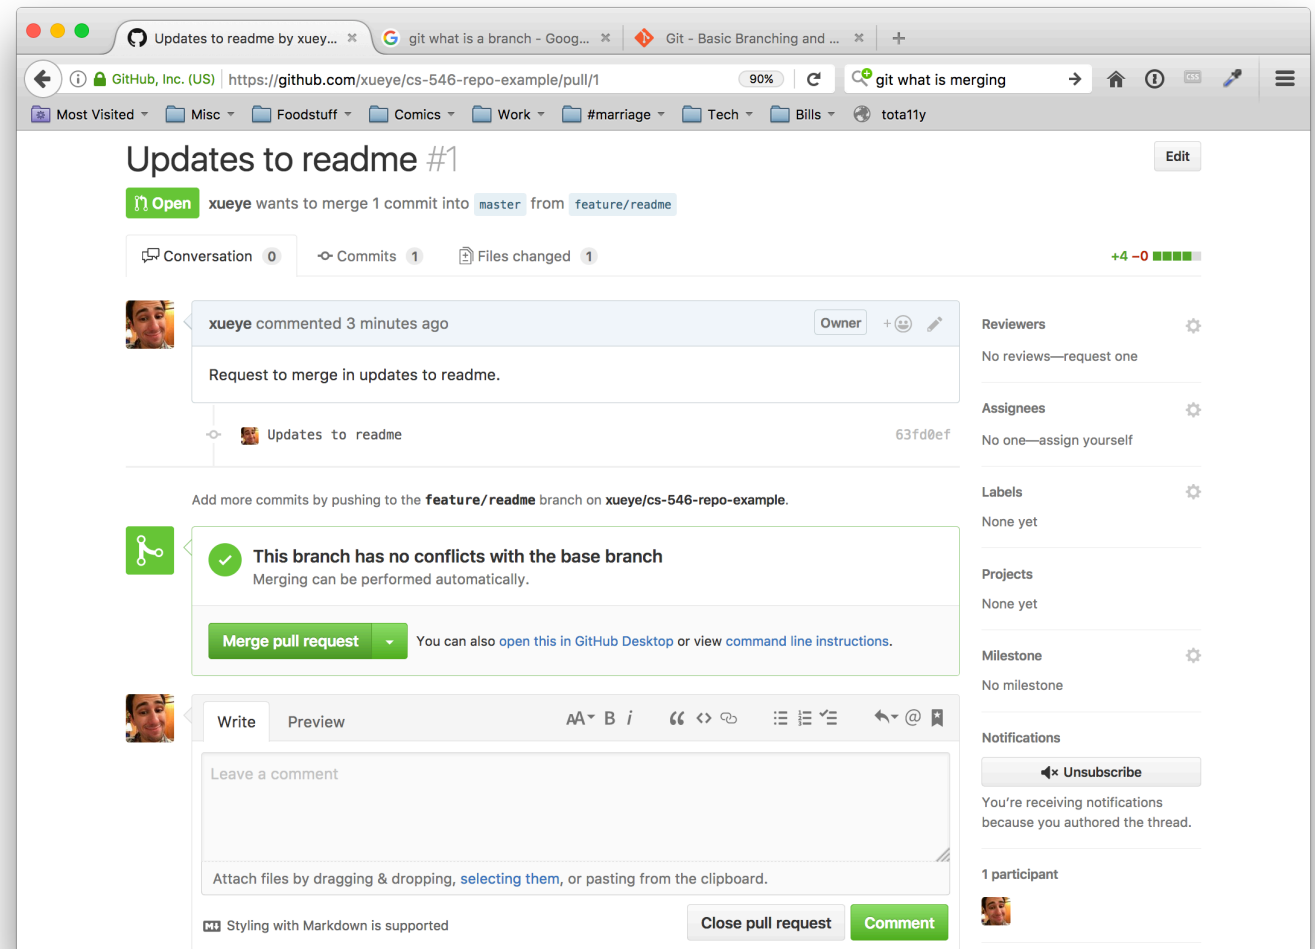 Updates to readme by xuey... ×
git what is a branch - Goog... ×
Git - Basic Branching and ... ×
GitHub, Inc. (US) https://github.com/xueye/cs-546-repo-example/pull/1 90% git what is merging
Most Visited Misc Foodstuff Comics Work #marriage Tech Bills tota11y
Updates to readme #1
Edit
Open xueye wants to merge 1 commit into master from feature/readme
Conversation 0 Commits 1 Files changed 1
+4 −0
xueye commented 3 minutes ago Owner
Request to merge in updates to readme.
Updates to readme 63fd0ef
Add more commits by pushing to the feature/readme branch on xueye/cs-546-repo-example.
This branch has no conflicts with the base branch
Merging can be performed automatically.
Merge pull request You can also open this in GitHub Desktop or view command line instructions.
Write Preview AA B i
Leave a comment
Attach files by dragging & dropping, selecting them, or pasting from the clipboard.
Styling with Markdown is supported
Close pull request Comment
Reviewers
No reviews—request one
Assignees
No one—assign yourself
Labels
None yet
Projects
None yet
Milestone
No milestone
Notifications
Unsubscribe
You're receiving notifications
because you authored the thread.
1 participant